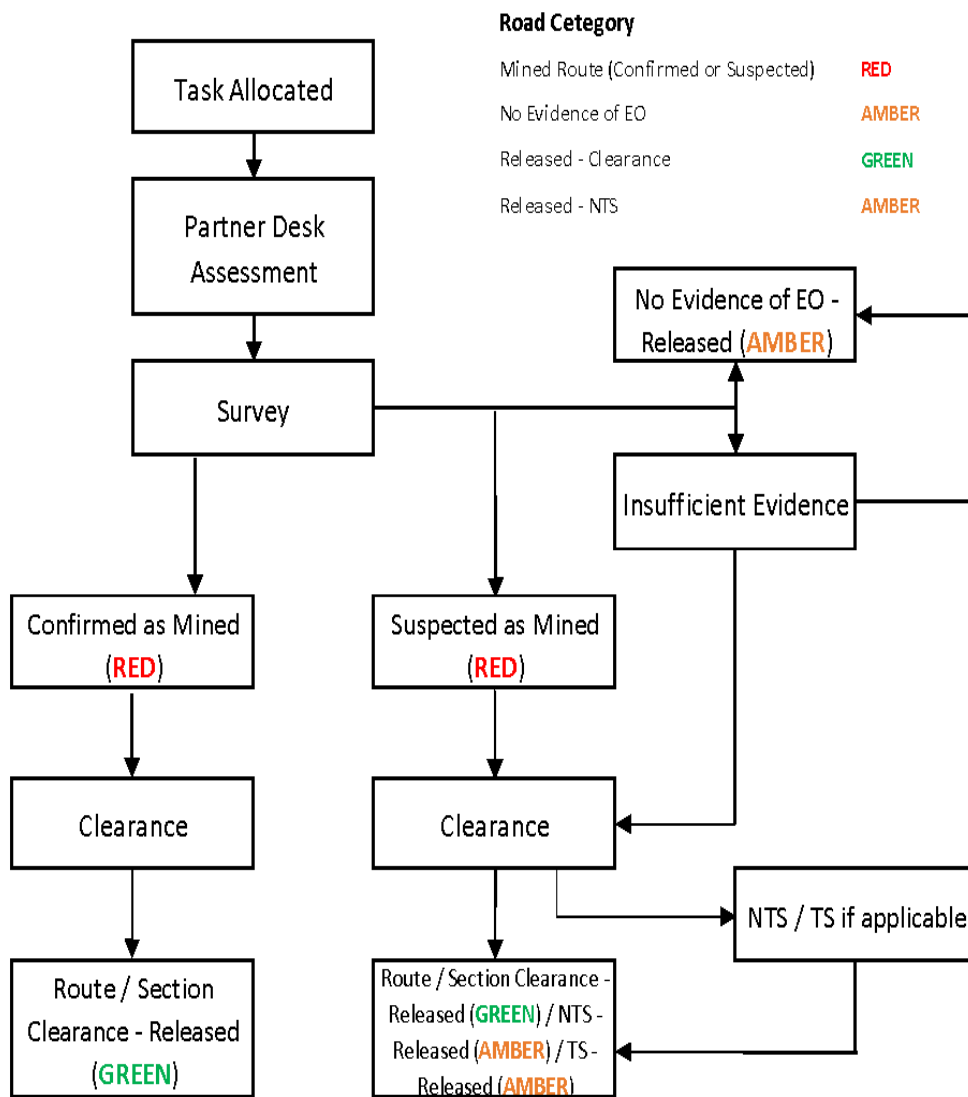 Road Cetegory
Mined Route (Confirmed or Suspected) RED
No Evidence of EO AMBER
Released - Clearance GREEN
Released - NTS AMBER
Task Allocated
Partner Desk
Assessment
Survey
No Evidence of EO -
Released (AMBER)
Insufficient Evidence
Confirmed as Mined
(RED)
Suspected as Mined
(RED)
Clearance
Clearance
NTS / TS if applicable
Route / Section
Clearance - Released
(GREEN)
Route / Section Clearance -
Released (GREEN) / NTS -
Released (AMBER) / TS -
Released (AMBER)